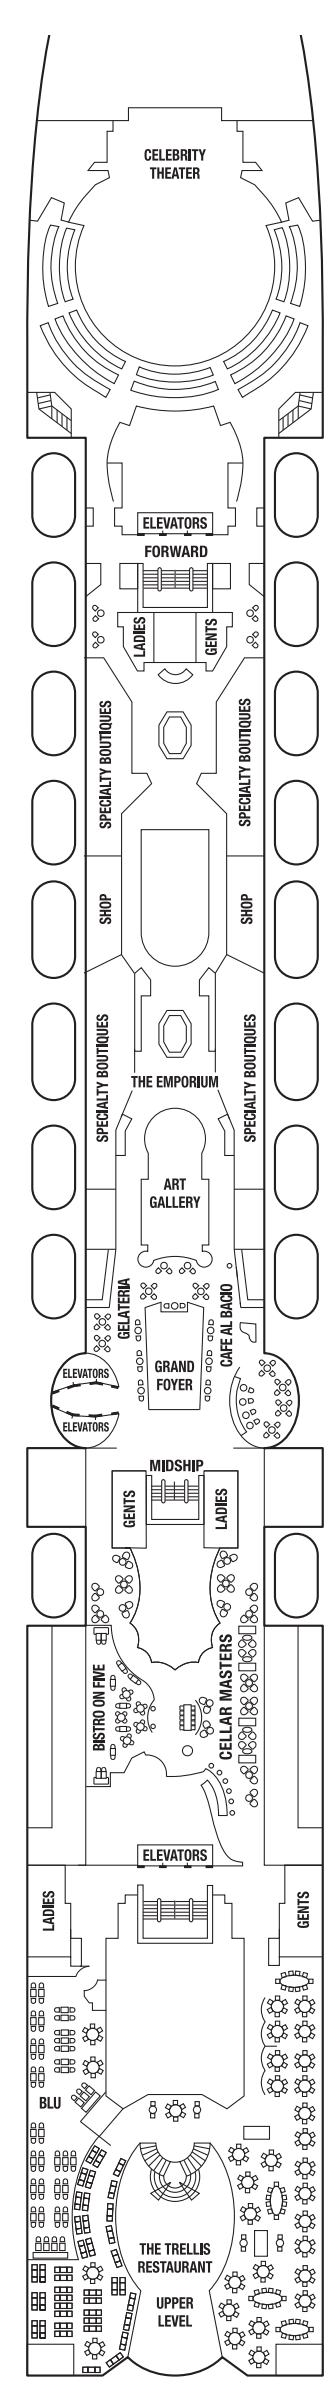 CELEBRITY
THEATER
ELEVATORS
FORWARD
LADIES
GENTS
SPECIALTY BOUTIQUES
SPECIALTY BOUTIQUES
SHOP
SHOP
SPECIALTY BOUTIQUES
SPECIALTY BOUTIQUES
THE EMPORIUM
ART
GALLERY
GELATERIA
CAFE AL BACIO
GRAND
FOYER
ELEVATORS
ELEVATORS
MIDSHIP
GENTS
LADIES
BISTRO ON FIVE
CELLAR MASTERS
ELEVATORS
LADIES
GENTS
BLU
THE TRELLIS
RESTAURANT
UPPER
LEVEL